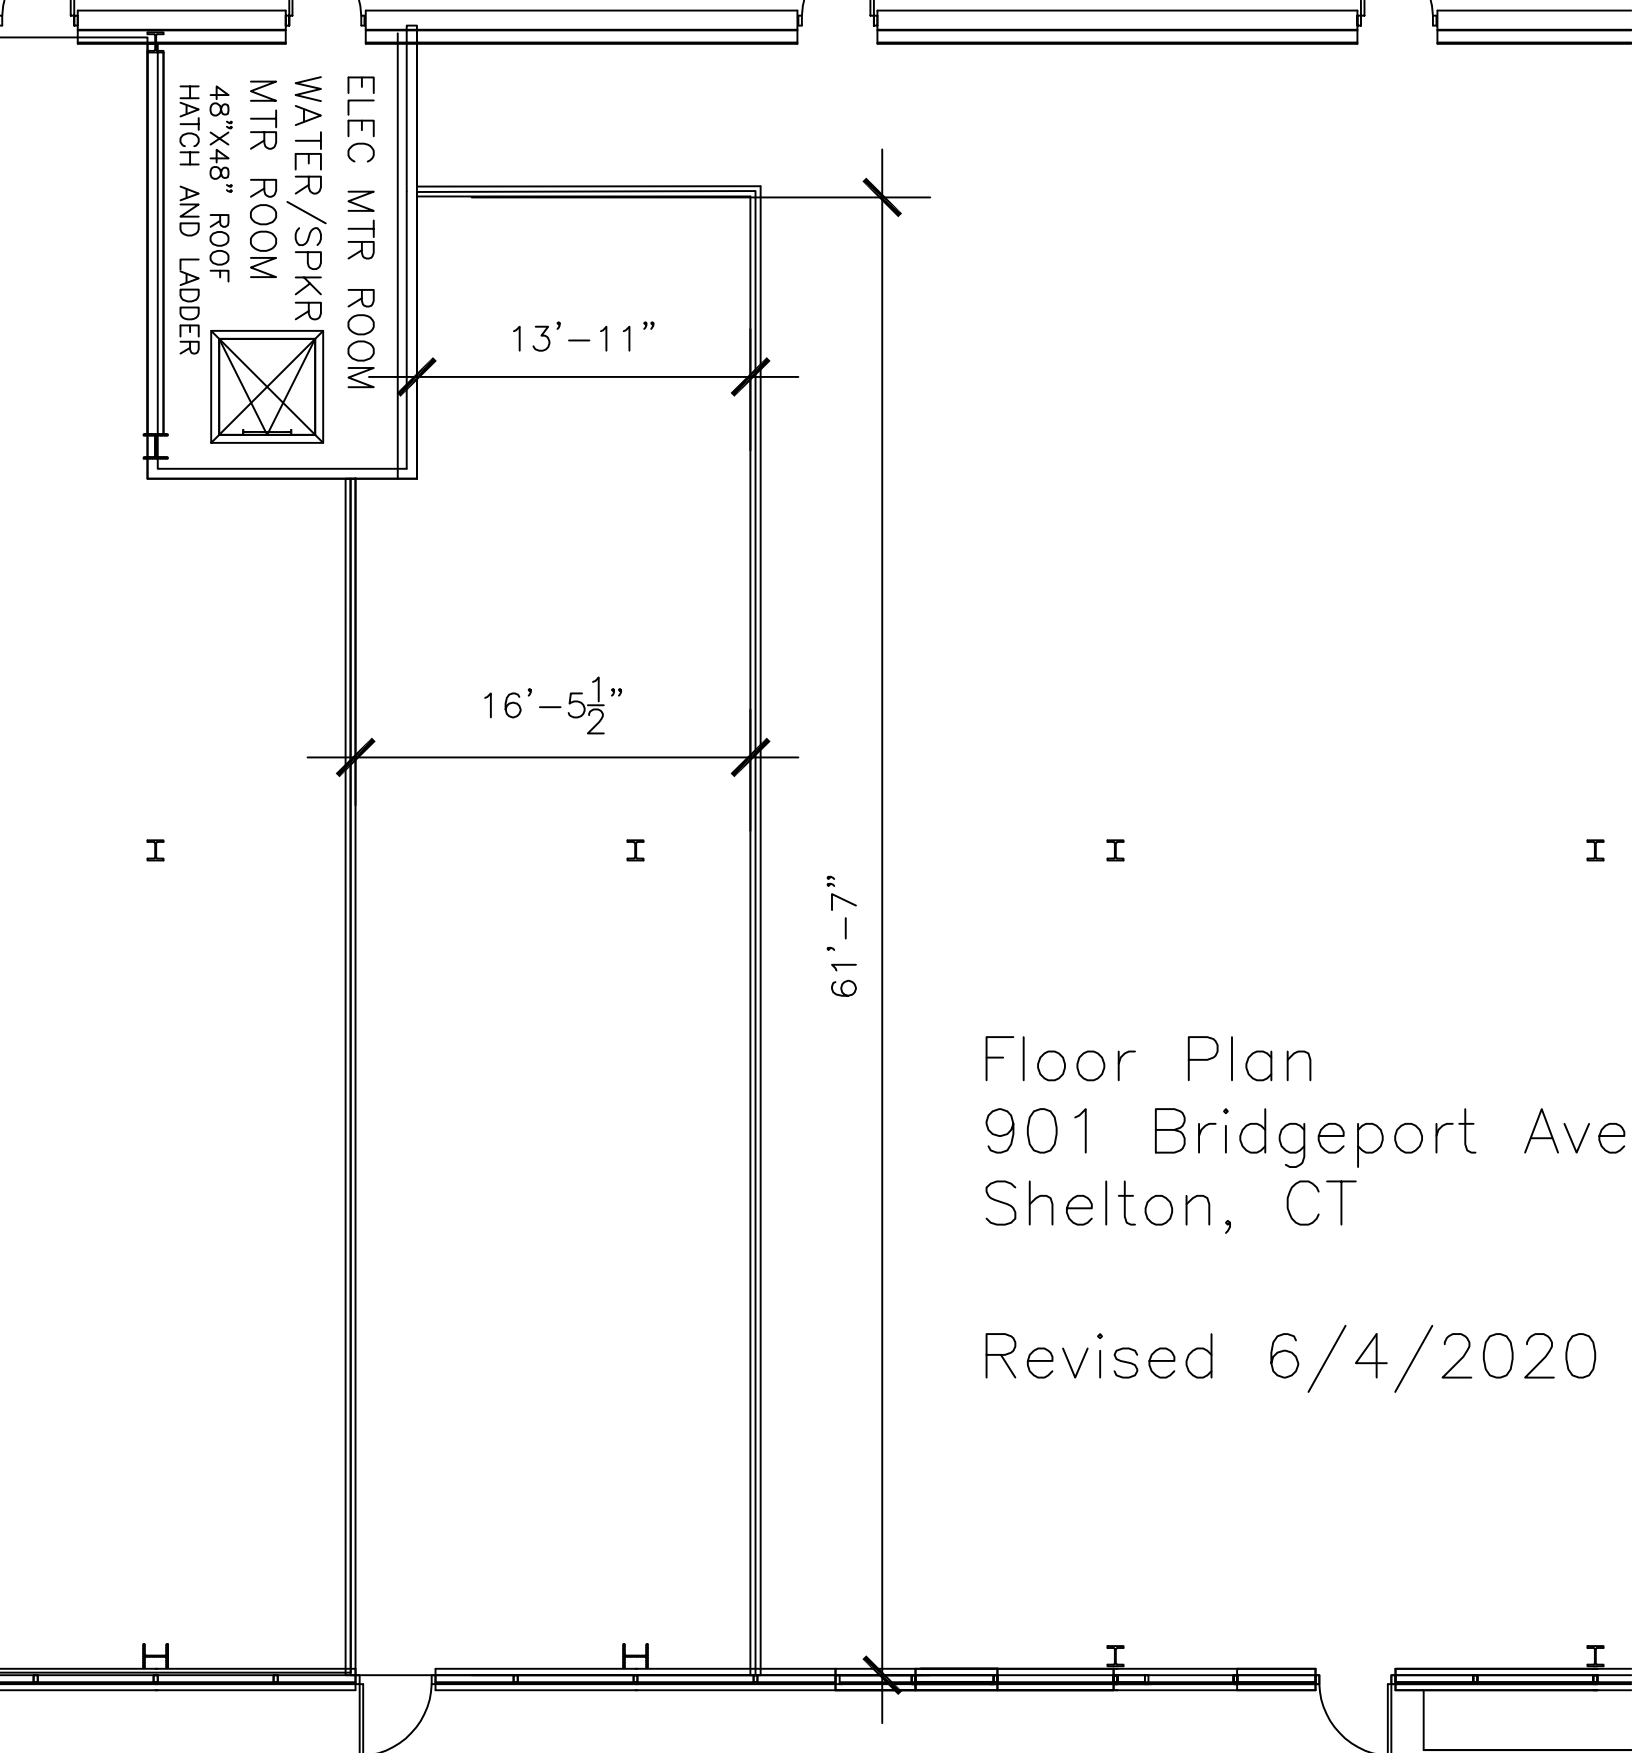 ELEC MTR ROOM
WATER/SPKR
MTR ROOM
48”X48” ROOF
HATCH AND LADDER
13’-11”
16’-5½”
61’-7”
Floor Plan
901 Bridgeport Ave
Shelton, CT
Revised 6/4/2020